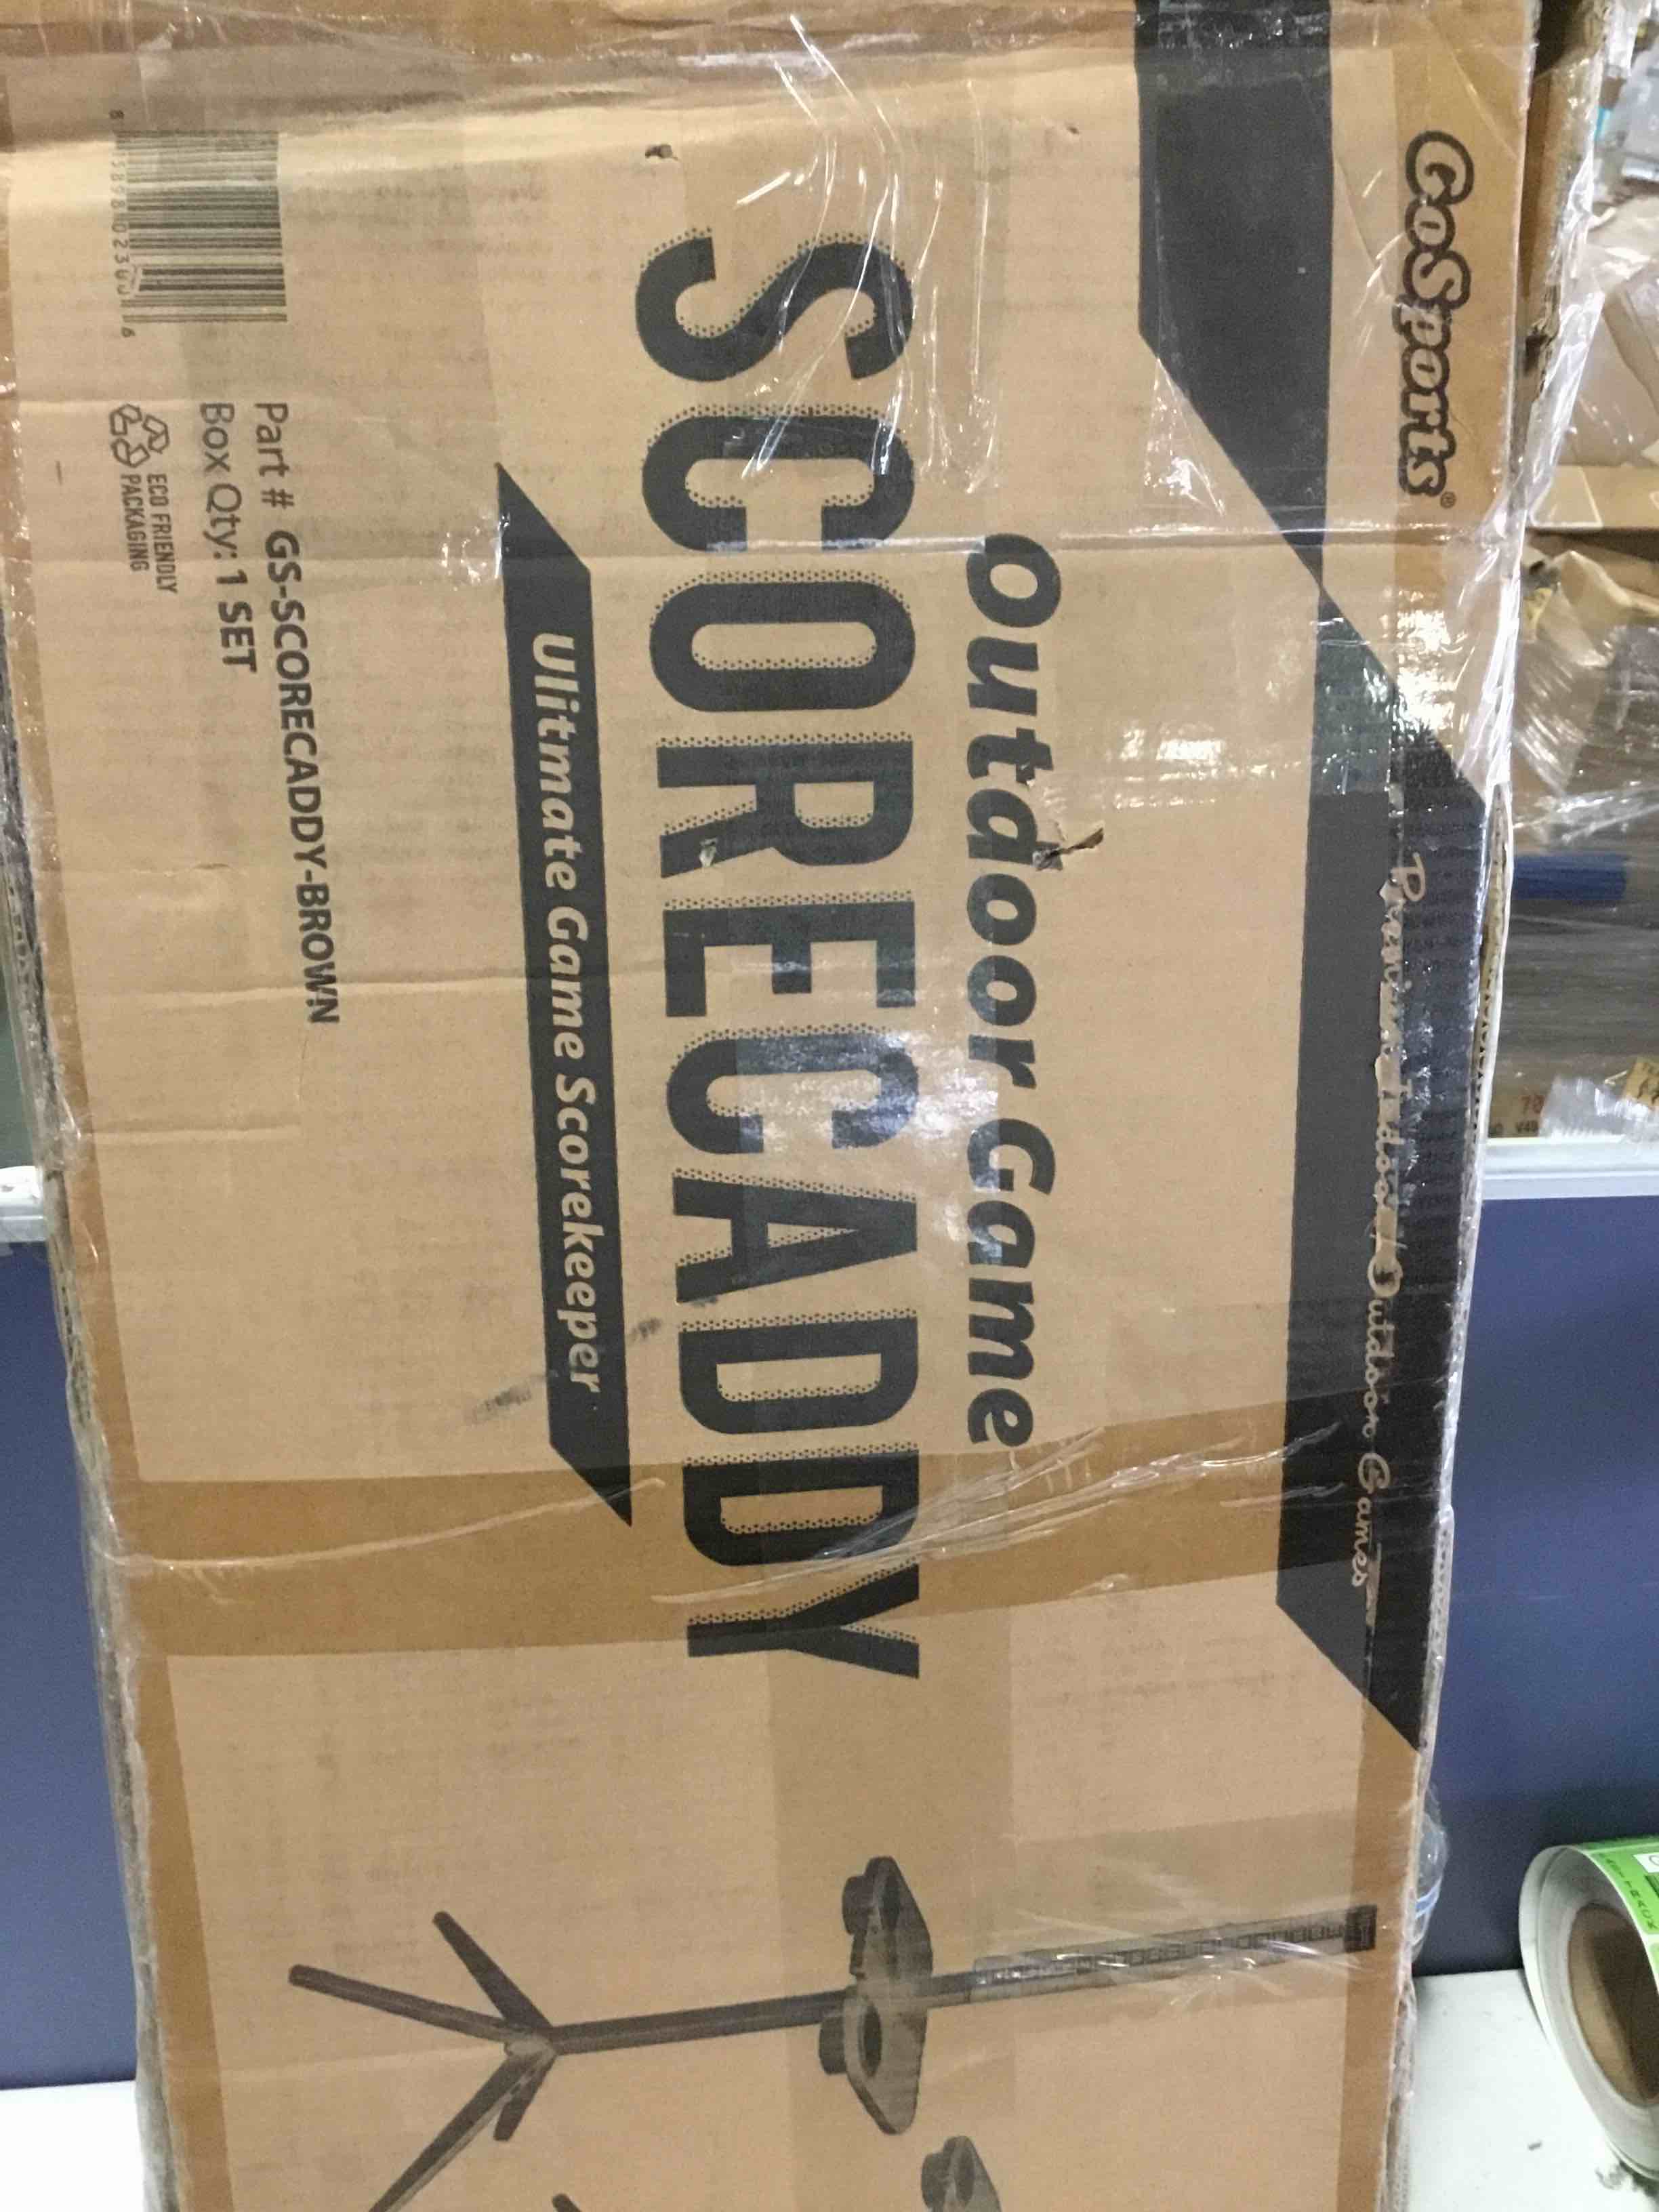 GoSports®
Premium Indoor / Outdoor Games
Outdoor Game
SCORECADDY
Ulitmate Game Scorekeeper
Part # GS-SCORECADDY-BROWN
Box Qty: 1 SET
ECO FRIENDLY
PACKAGING